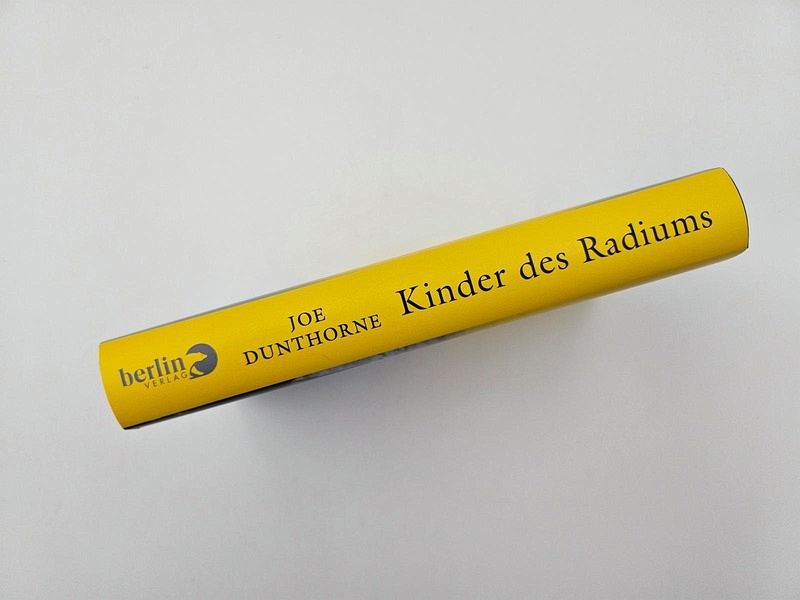 berlin
VERLAG
JOE
DUNTHORNE
Kinder des Radiums